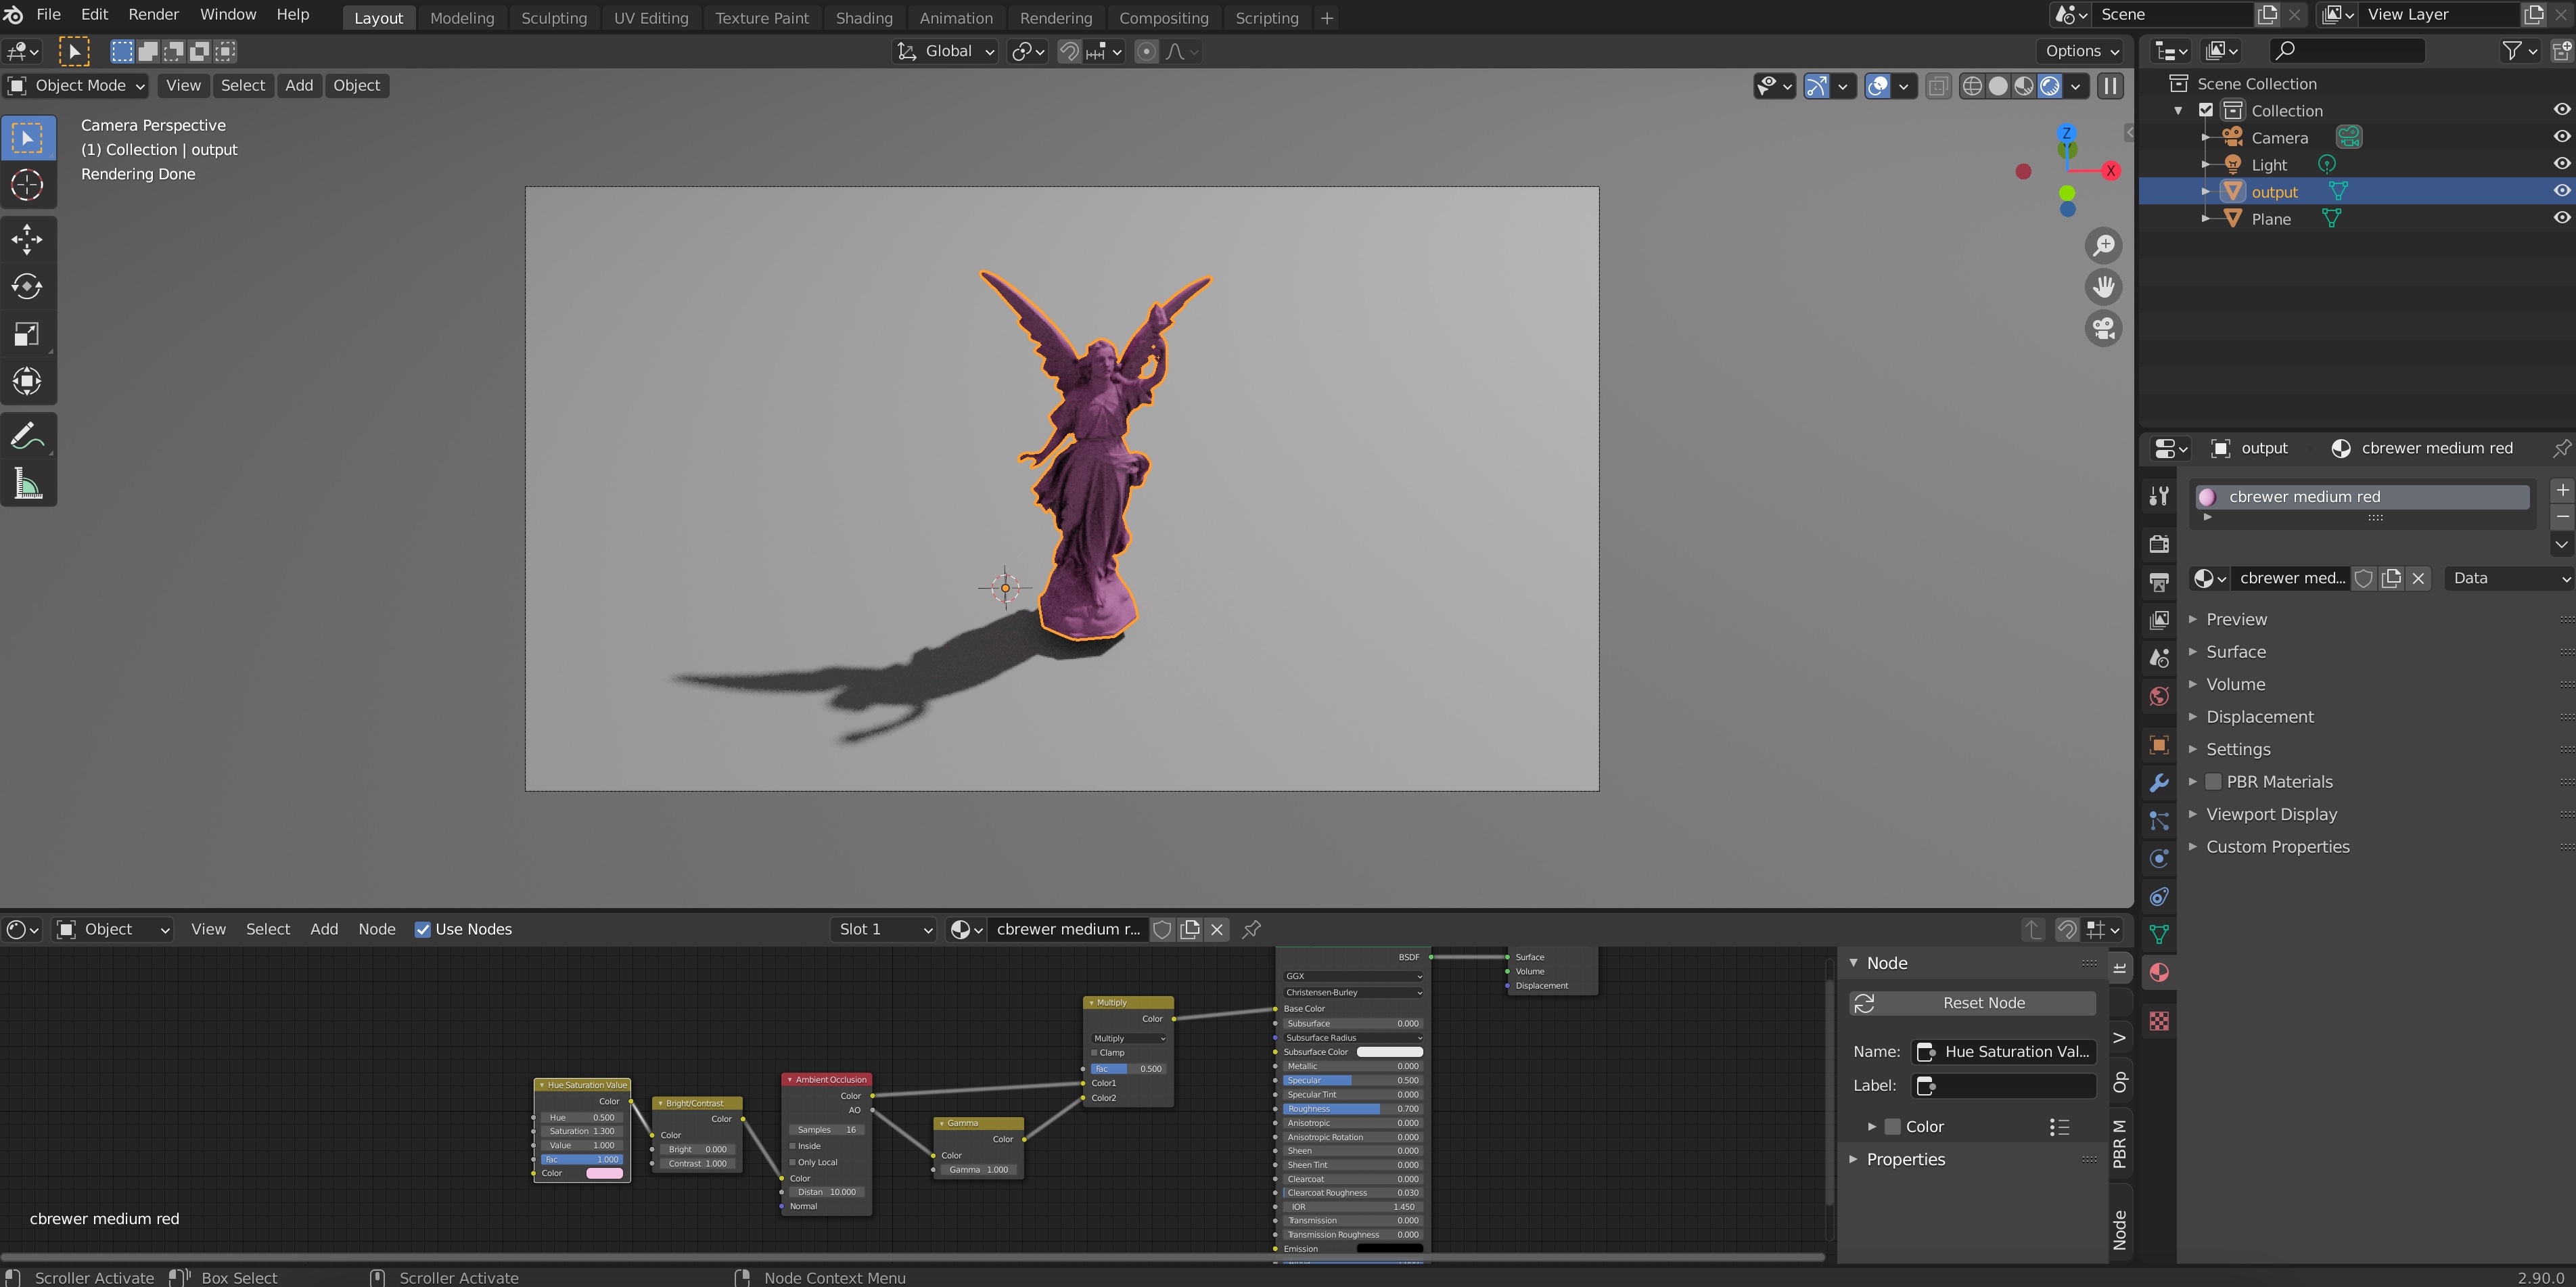 File Edit Render Window Help Layout Modeling Sculpting UV Editing Texture Paint Shading Animation Rendering Compositing Scripting + Scene View Layer
Global Options
Object Mode View Select Add Object
Camera Perspective
(1) Collection | output
Rendering Done
Z
X
Scene Collection
Collection
Camera
Light
output
Plane
output cbrewer medium red
cbrewer medium red
cbrewer med... Data
Preview
Surface
Volume
Displacement
Settings
PBR Materials
Viewport Display
Custom Properties
Object View Select Add Node Use Nodes Slot 1 cbrewer medium r...
Hue Saturation Value
Color
Hue 0.500
Saturation 1.300
Value 1.000
Fac 1.000
Color
Bright/Contrast
Color
Color
Bright 0.000
Contrast 1.000
Ambient Occlusion
Color
AO
Samples 16
Inside
Only Local
Color
Distan 10.000
Normal
Gamma
Color
Color
Gamma 1.000
Multiply
Color
Multiply
Clamp
Fac 0.500
Color1
Color2
BSDF
GGX
Christensen-Burley
Base Color
Subsurface 0.000
Subsurface Radius
Subsurface Color
Metallic 0.000
Specular 0.500
Specular Tint 0.000
Roughness 0.700
Anisotropic 0.000
Anisotropic Rotation 0.000
Sheen 0.000
Sheen Tint 0.000
Clearcoat 0.000
Clearcoat Roughness 0.030
IOR 1.450
Transmission 0.000
Transmission Roughness 0.000
Emission
Surface
Volume
Displacement
Node
Reset Node
Name: Hue Saturation Val...
Label:
Color
Properties
It
V
Op
PBR M
Node
cbrewer medium red
Scroller Activate Box Select Scroller Activate Node Context Menu 2.90.0